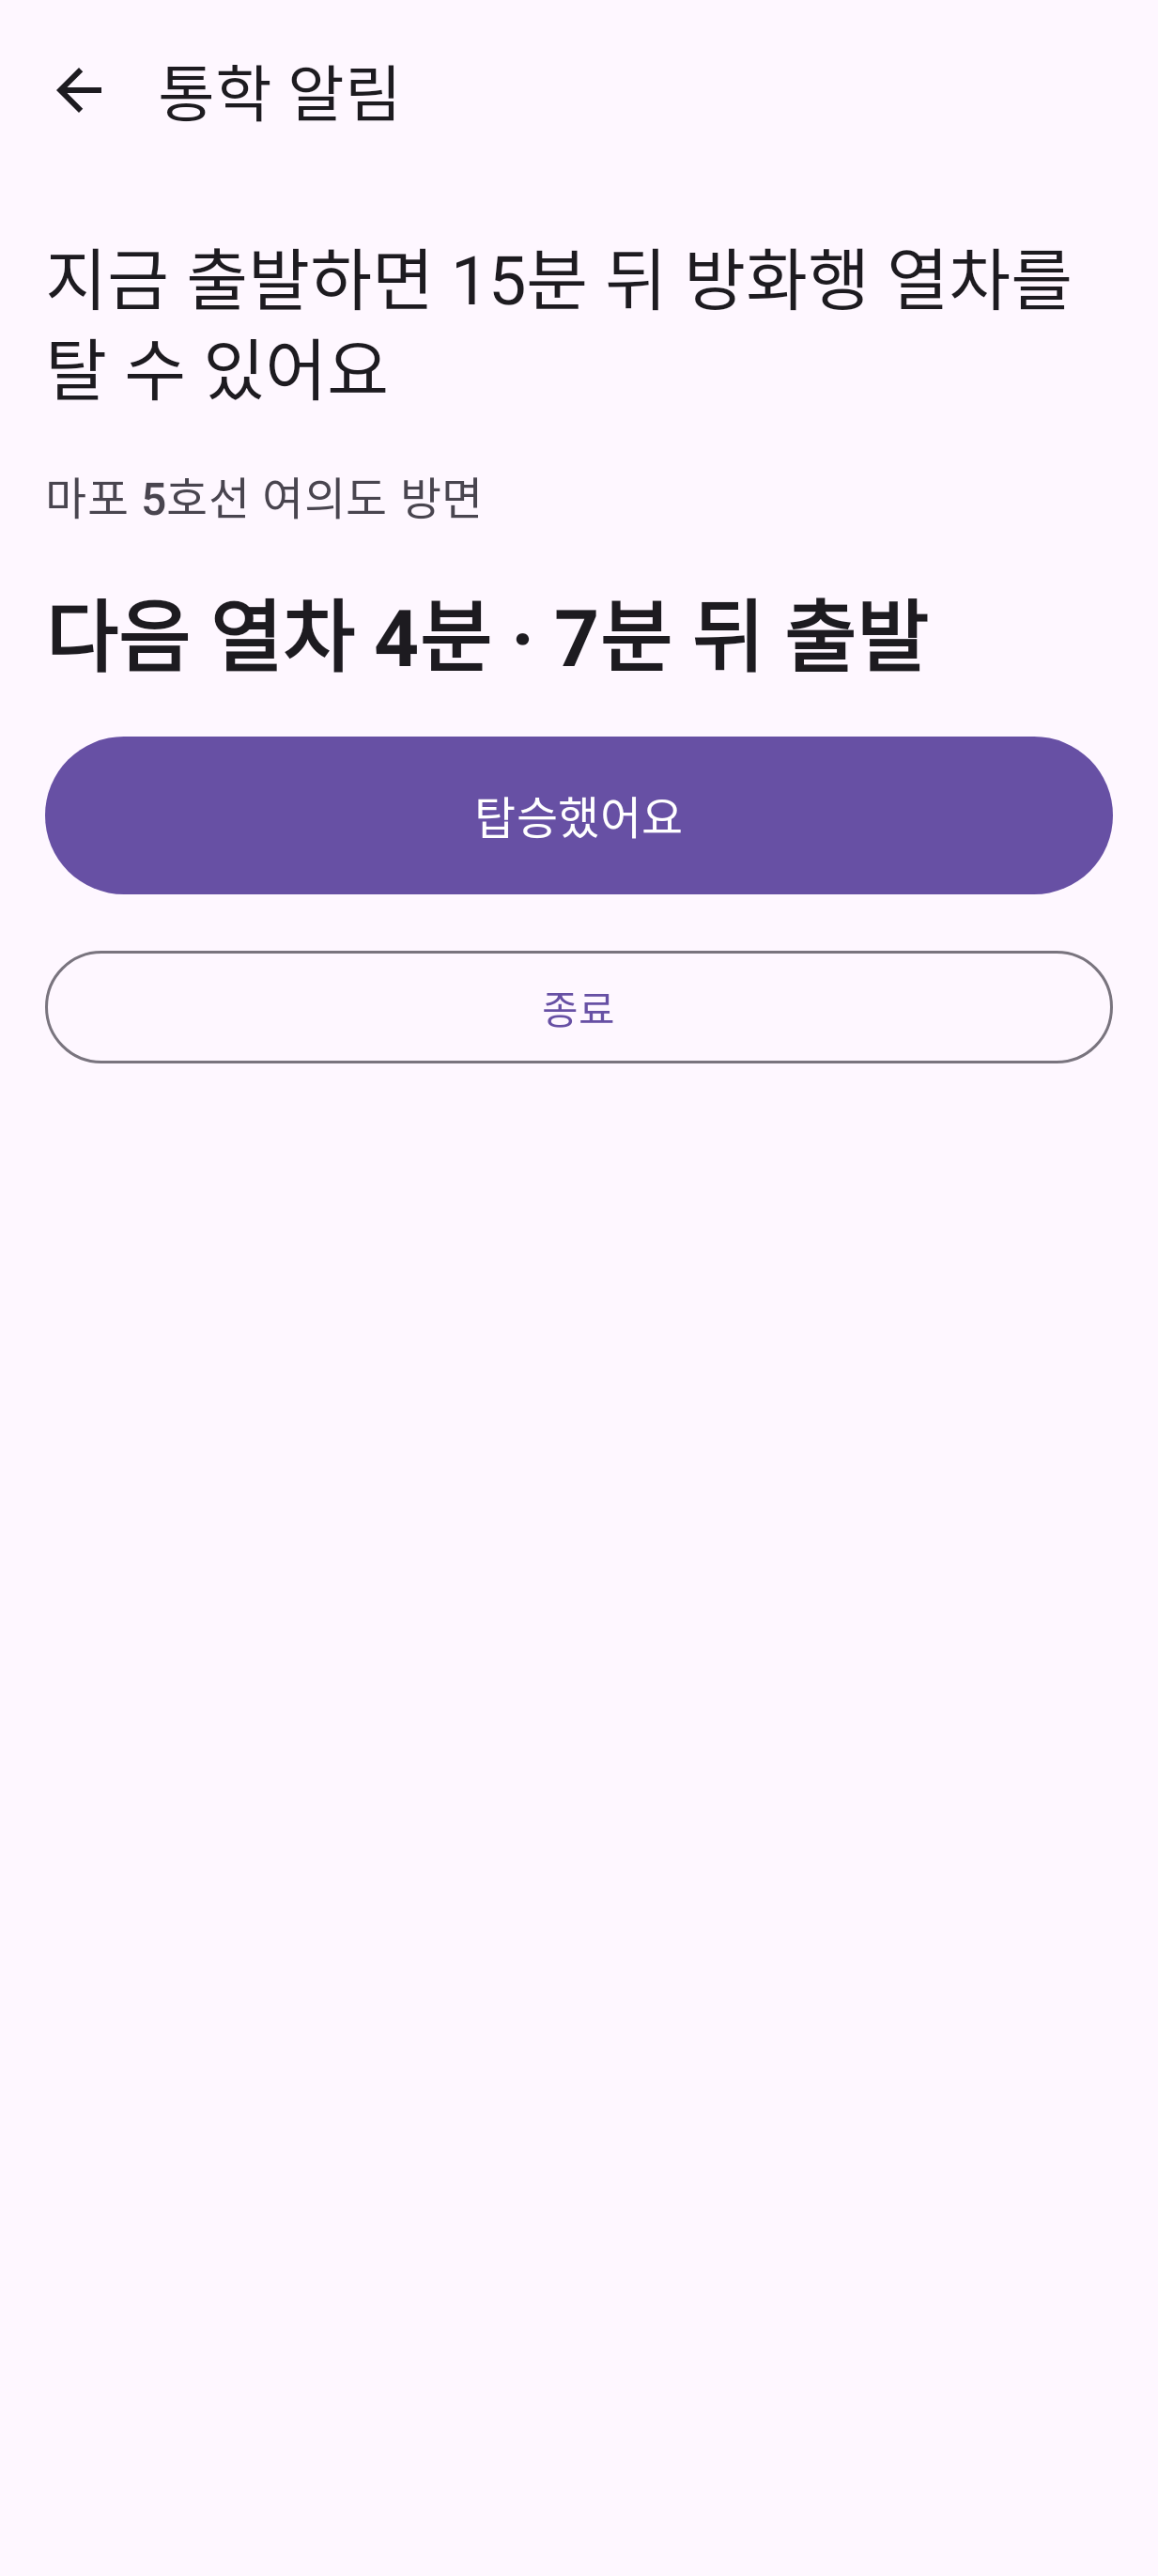 통학 알림
지금 출발하면 15분 뒤 방화행 열차를
탈 수 있어요
마포 5호선 여의도 방면
다음 열차 4분 · 7분 뒤 출발
탑승했어요
종료